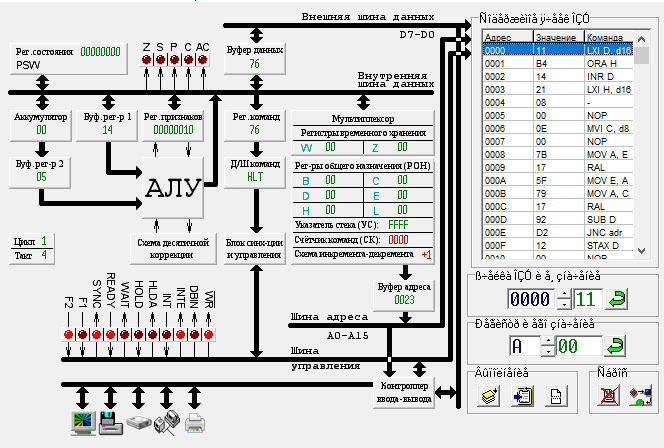 Внешняя шина данных
D7-D0
Рег.состояния 00000000
PSW
Z S P C AC
Буфер данных
76
Внутренняя
шина данных
Аккумулятор
00
Буф.рег-р 1
14
Рег.признаков
00000010
Рег.команд
76
Мультиплексор
Регистры временного хранения
W 00 Z 00
Буф.рег-р 2
05
АЛУ
Д/Ш команд
HLT
Рег-ры общего назначения (РОН)
B 00 C 00
D 00 E 00
H 00 L 00
Указатель стека (УС): FFFF
Счётчик команд (СК): 0000
Схема инкремента-декремента +1
Цикл 1
Такт 4
Схема десятичной
коррекции
Блок синх-ции
и управления
Буфер адреса
0023
F2 F1 SYNC READY WAIT HOLD HLDA INT INTE DBIN WR
Шина адреса
A0-A15
Шина
управления
Контроллер
ввода-вывода
Адрес Значение Команда
0000 11 LXI D, d16
0001 B4 ORA H
0002 14 INR D
0003 21 LXI H, d16
0004 08 -
0005 00 NOP
0006 0E MVI C, d8
0007 00 NOP
0008 7B MOV A, E
0009 17 RAL
000A 5F MOV E, A
000B 79 MOV A, C
000C 17 RAL
000D 92 SUB D
000E D2 JNC adr
000F 12 STAX D
0010 00 NOP
0000 11
A 00